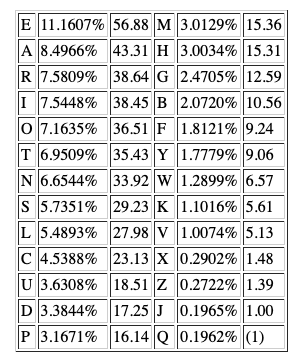 E 11.1607% 56.88 M 3.0129% 15.36
A 8.4966% 43.31 H 3.0034% 15.31
R 7.5809% 38.64 G 2.4705% 12.59
I 7.5448% 38.45 B 2.0720% 10.56
O 7.1635% 36.51 F 1.8121% 9.24
T 6.9509% 35.43 Y 1.7779% 9.06
N 6.6544% 33.92 W 1.2899% 6.57
S 5.7351% 29.23 K 1.1016% 5.61
L 5.4893% 27.98 V 1.0074% 5.13
C 4.5388% 23.13 X 0.2902% 1.48
U 3.6308% 18.51 Z 0.2722% 1.39
D 3.3844% 17.25 J 0.1965% 1.00
P 3.1671% 16.14 Q 0.1962% (1)